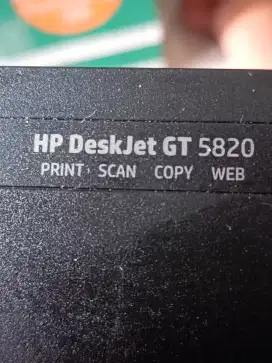 HP DeskJet GT 5820
PRINT SCAN COPY WEB